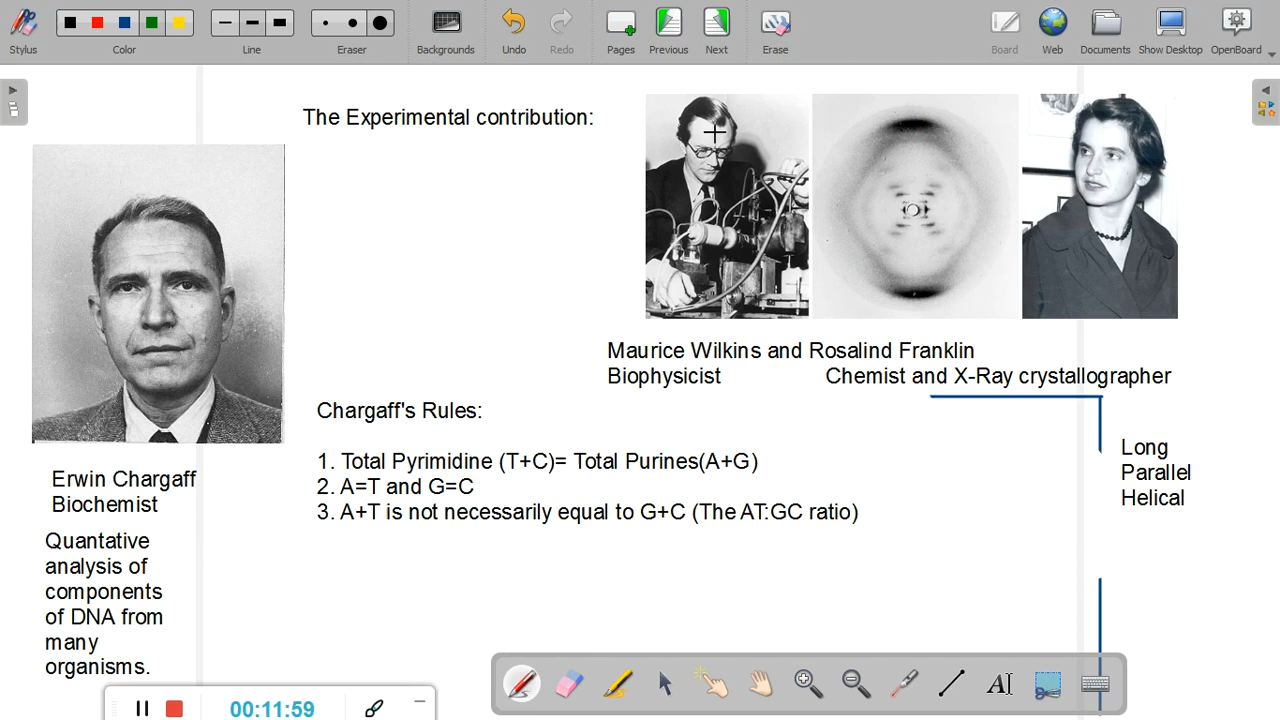 Stylus
Color
Line
Eraser
Backgrounds
Undo
Redo
Pages
Previous
Next
Erase
Board
Web
Documents
Show Desktop
OpenBoard
The Experimental contribution:
Maurice Wilkins and Rosalind Franklin
Biophysicist Chemist and X-Ray crystallographer
Chargaff's Rules:
1. Total Pyrimidine (T+C)= Total Purines(A+G)
2. A=T and G=C
3. A+T is not necessarily equal to G+C (The AT:GC ratio)
Long
Parallel
Helical
Erwin Chargaff
Biochemist
Quantative
analysis of
components
of DNA from
many
organisms.
00:11:59